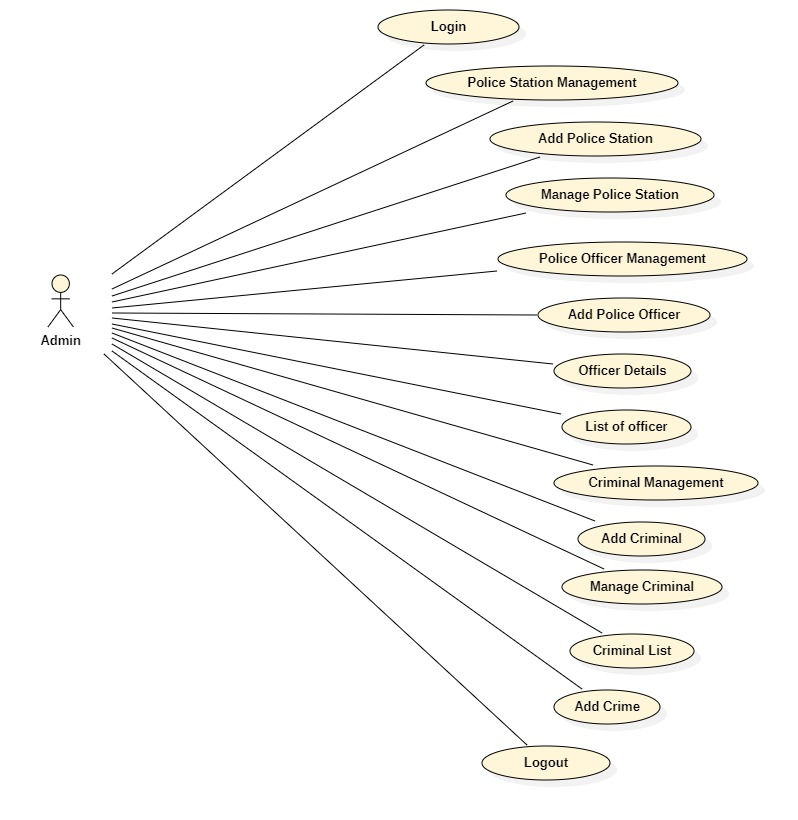 Login
Police Station Management
Add Police Station
Manage Police Station
Police Officer Management
Add Police Officer
Admin
Officer Details
List of officer
Criminal Management
Add Criminal
Manage Criminal
Criminal List
Add Crime
Logout